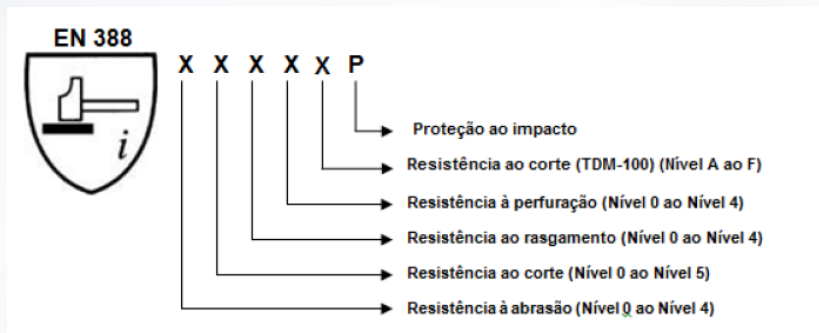 EN 388
X X X X X P
i
Proteção ao impacto
Resistência ao corte (TDM-100) (Nível A ao F)
Resistência à perfuração (Nível 0 ao Nível 4)
Resistência ao rasgamento (Nível 0 ao Nível 4)
Resistência ao corte (Nível 0 ao Nível 5)
Resistência à abrasão (Nível 0 ao Nível 4)